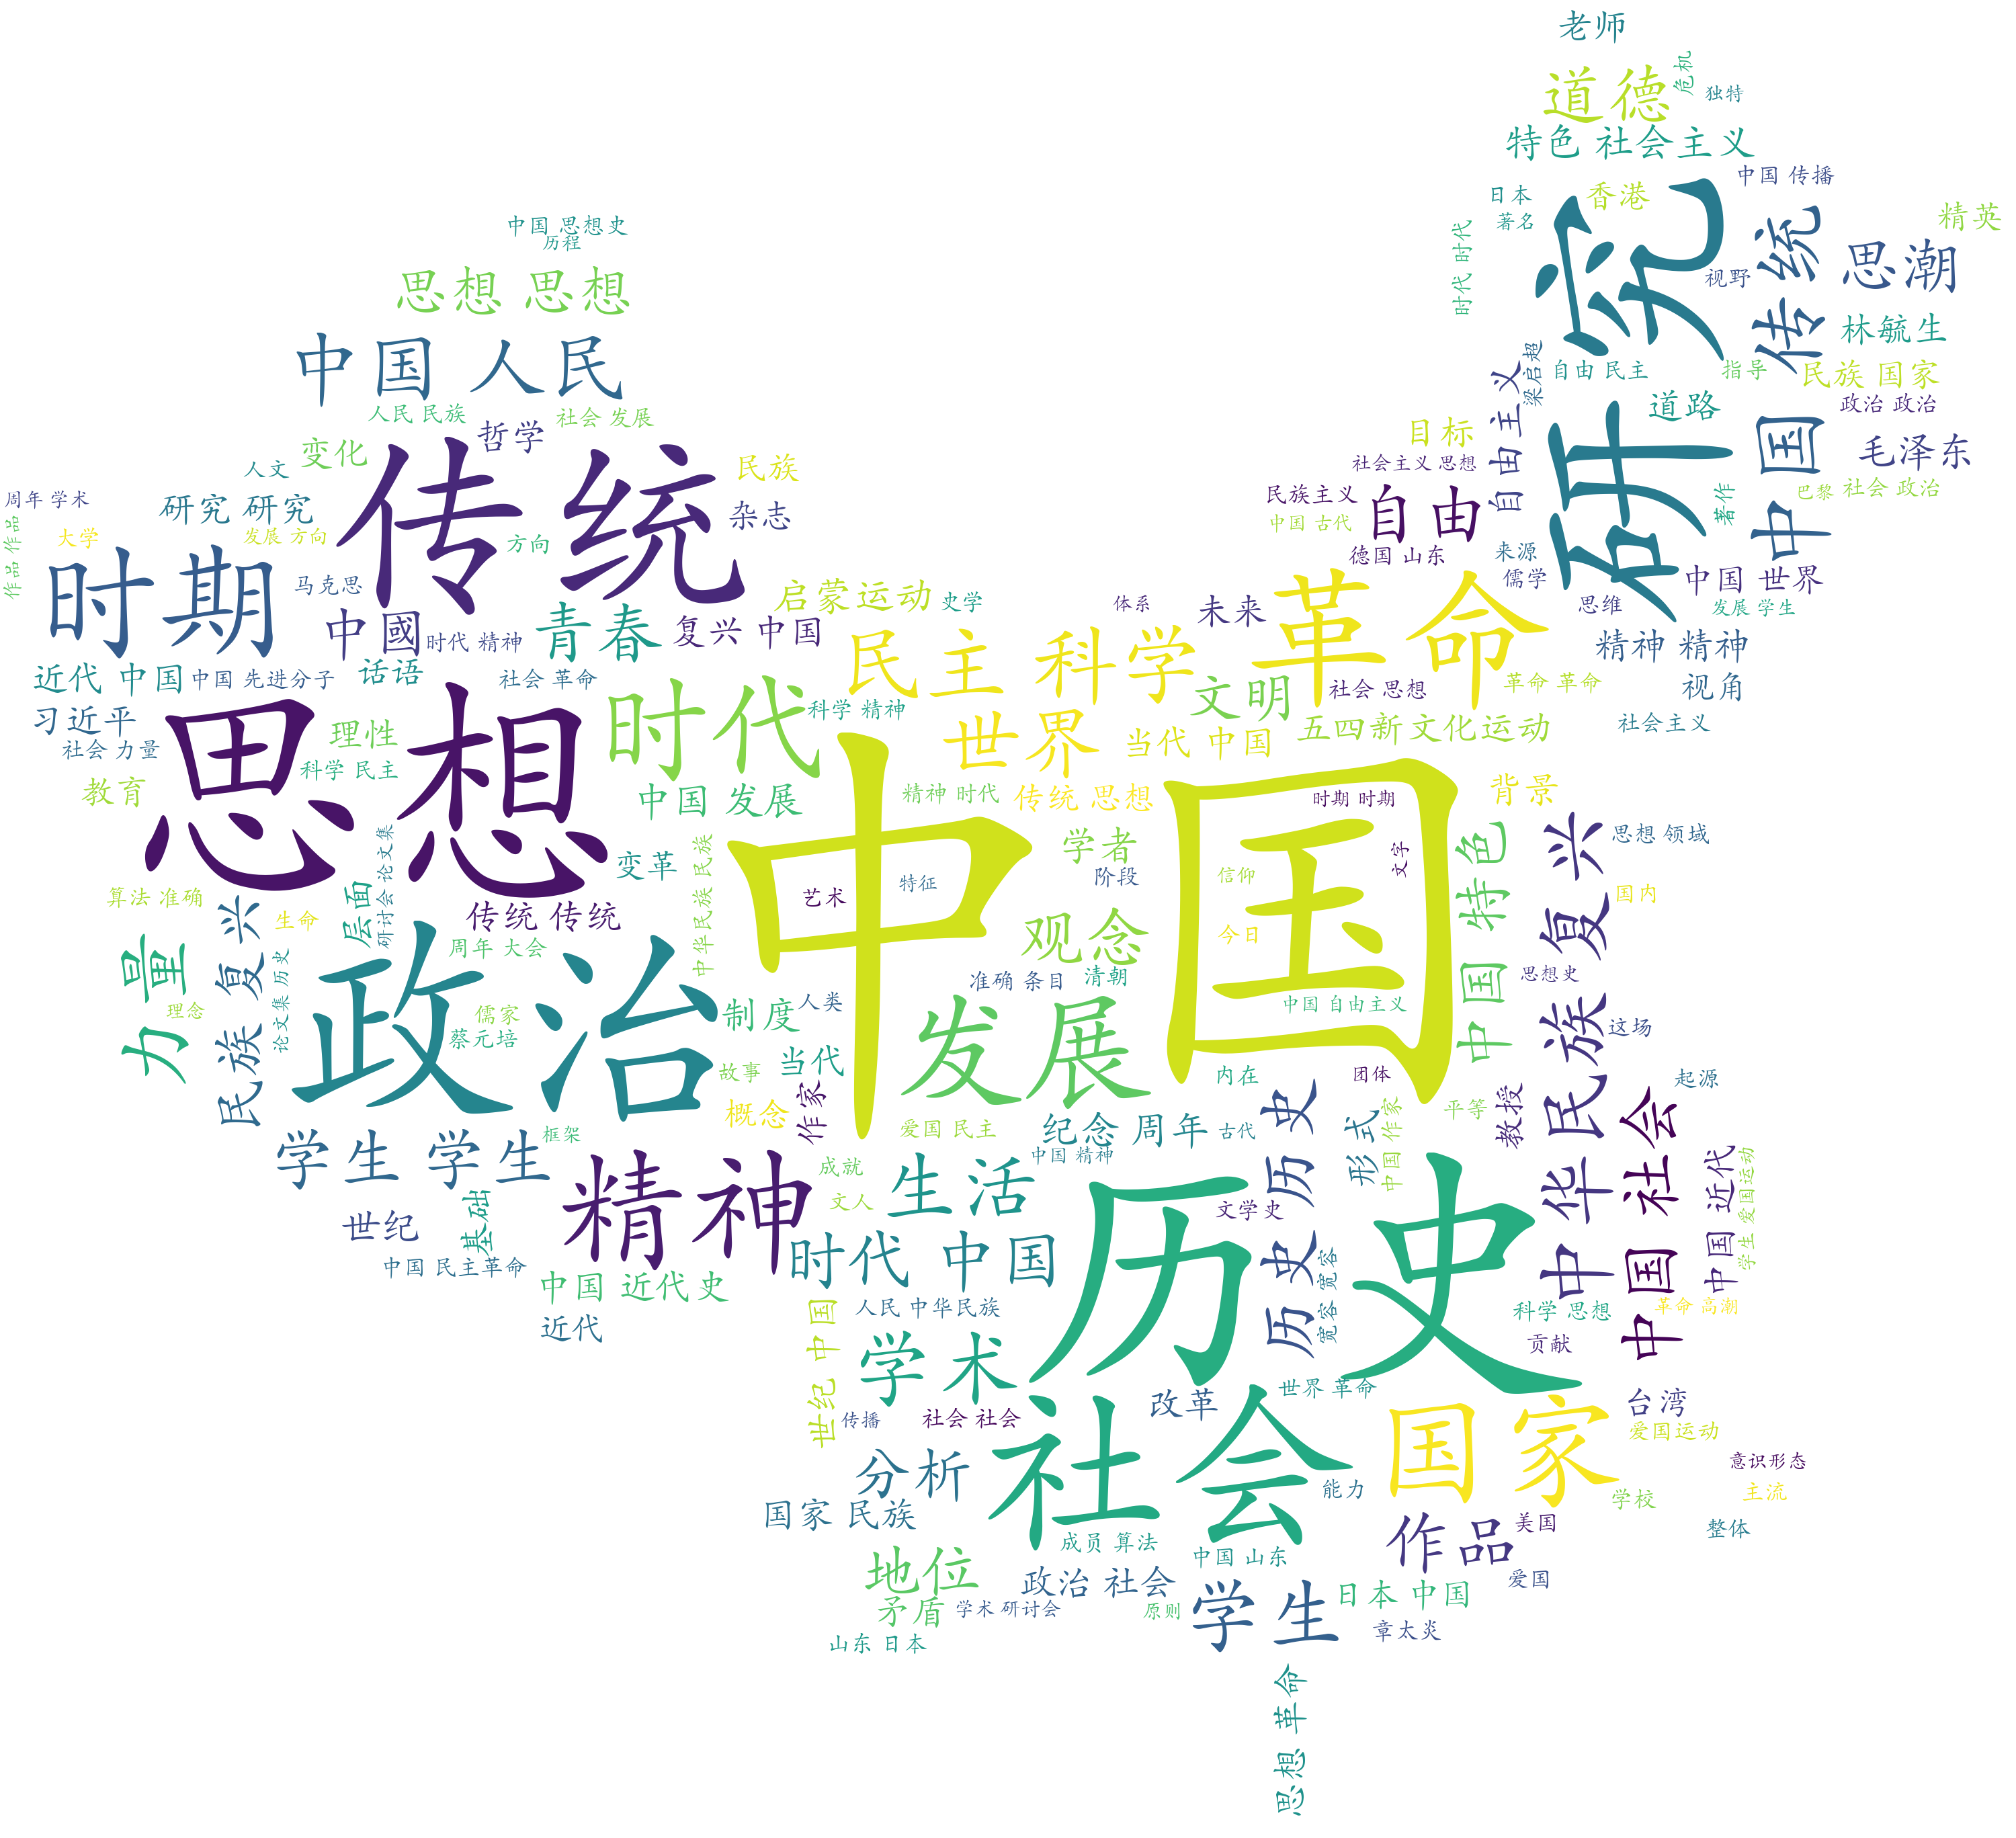 老师
道德
危机
独特
特色 社会主义
中国 传播
日本
香港
著名
精英
中国 思想史
历程
时代 时代
研究
中国 传统
思潮
视野
思想 思想
林毓生
中国 人民
梁启超
自由 民主
指导
民族 国家
自由主义
政治 政治
人民 民族
社会 发展
道路
哲学
变化
目标
毛泽东
传统
人文
民族
社会主义 思想
周年 学术
研究 研究
民族主义
自由
巴黎
社会 政治
著作
杂志
中国 古代
作品 作品
大学
发展 方向
方向
德国 山东
来源
时期
马克思
儒学
中国 世界
启蒙运动
史学
体系
未来
革命
思维
发展 学生
中國
时代 精神
青春
复兴 中国
民主 科学
精神 精神
近代 中国
中国 先进分子
话语
社会 革命
文明
社会 思想
革命 革命
视角
习近平
时代
科学 精神
世界
当代 中国
五四新文化运动
社会主义
社会 力量
理性
思想
科学 民主
教育
中国 发展
精神 时代
传统 思想
时期 时期
背景
中国
研讨会 论文集
变革
中华民族 民族
学者
文字
中国 特色
中华 民族 复兴
思想 领域
算法 准确
层面
阶段
信仰
艺术
特征
国内
力量
民族 复兴
生命
传统 传统
观念
今日
周年 大会
论文集 历史
准确 条目
清朝
思想史
理念
政治
儒家
蔡元培
制度
人类
发展
中国 自由主义
这场
当代
故事
内在
团体
起源
概念
作家
平等
教授
中国 社会
学生 学生
框架
爱国 民主
纪念 周年
古代
历史 历史
形式
中国 作家
中国 近代
学生 爱国运动
中国 精神
精神
成就
生活
历史
文人
文学史
世纪
基础
中国 民主革命
时代 中国
宽容 宽容
中国 近代史
人民 中华民族
科学 思想
革命 高潮
近代
世纪 中国
学术
贡献
世界 革命
改革
国家
台湾
传播
社会 社会
社会
爱国运动
分析
意识形态
能力
学校
主流
国家 民族
作品
美国
整体
成员 算法
中国 山东
地位
政治 社会
学生
日本 中国
爱国
矛盾
学术 研讨会
原则
章太炎
山东 日本
思想 革命